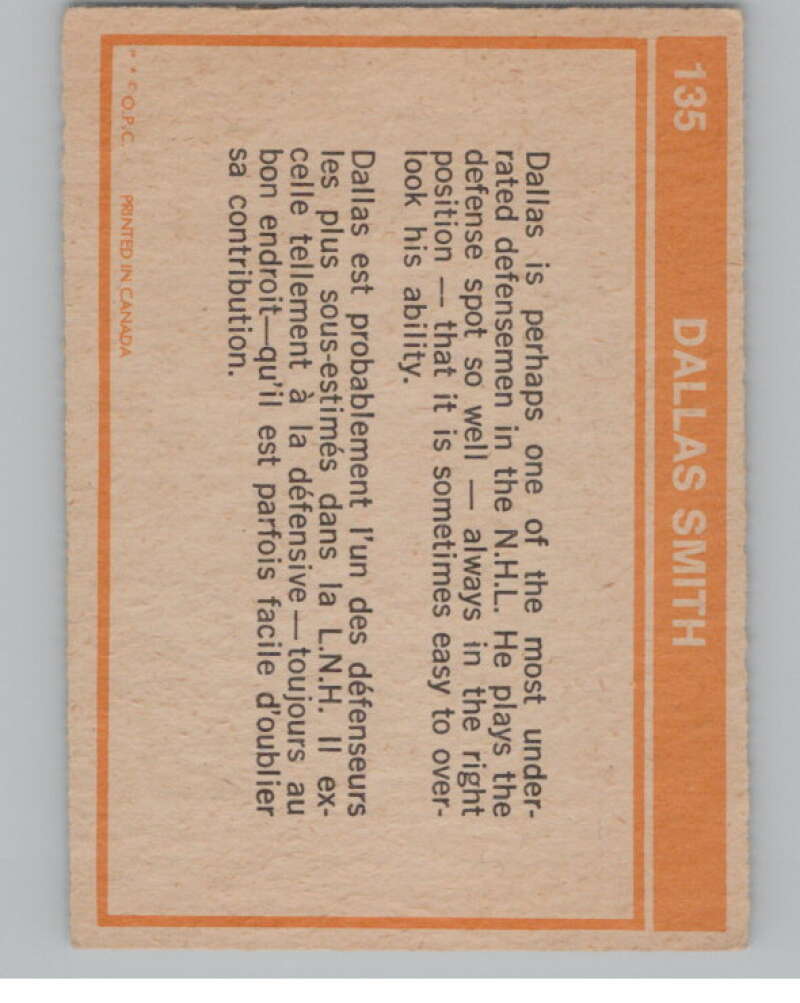 135 DALLAS SMITH
Dallas is perhaps one of the most under-
rated defensemen in the N.H.L. He plays the
defense spot so well — always in the right
position — that it is sometimes easy to over-
look his ability.
Dallas est probablement l'un des défenseurs
les plus sous-estimés dans la L.N.H. Il ex-
celle tellement à la défensive—toujours au
bon endroit—qu'il est parfois facile d'oublier
sa contribution.
* * © O.P.C. PRINTED IN CANADA